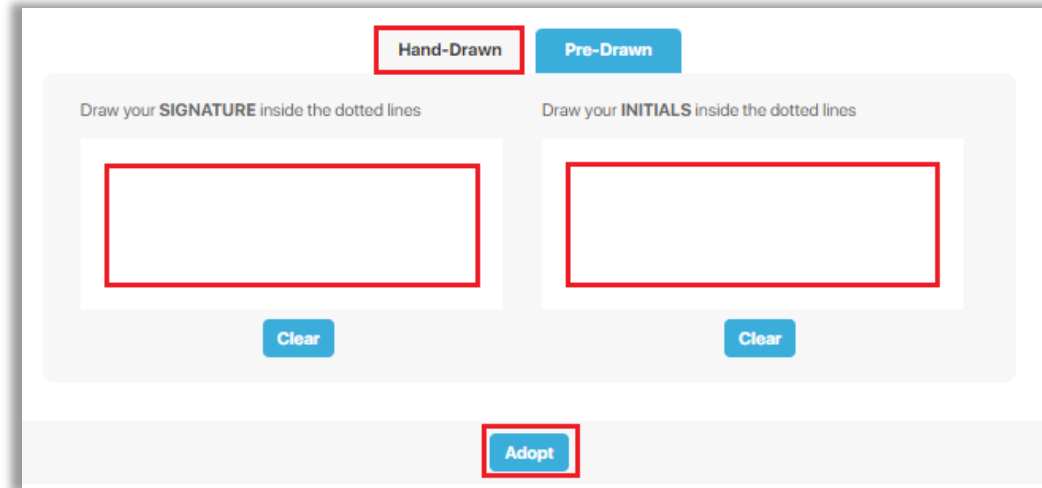 Hand-Drawn Pre-Drawn
Draw your SIGNATURE inside the dotted lines
Draw your INITIALS inside the dotted lines
Clear
Clear
Adopt